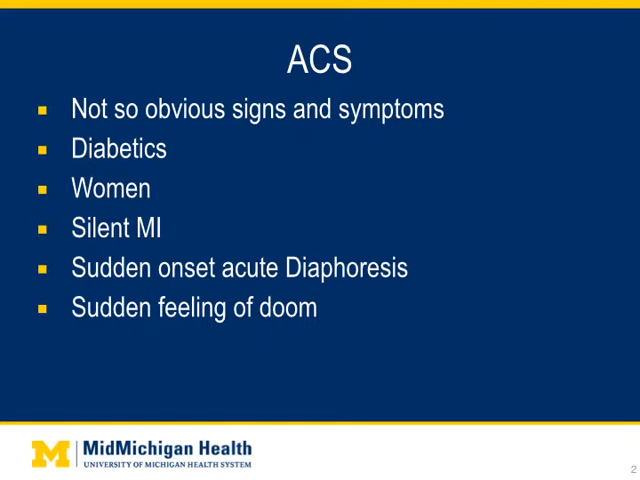 ACS
Not so obvious signs and symptoms
Diabetics
Women
Silent MI
Sudden onset acute Diaphoresis
Sudden feeling of doom
M MidMichigan Health
UNIVERSITY OF MICHIGAN HEALTH SYSTEM
2